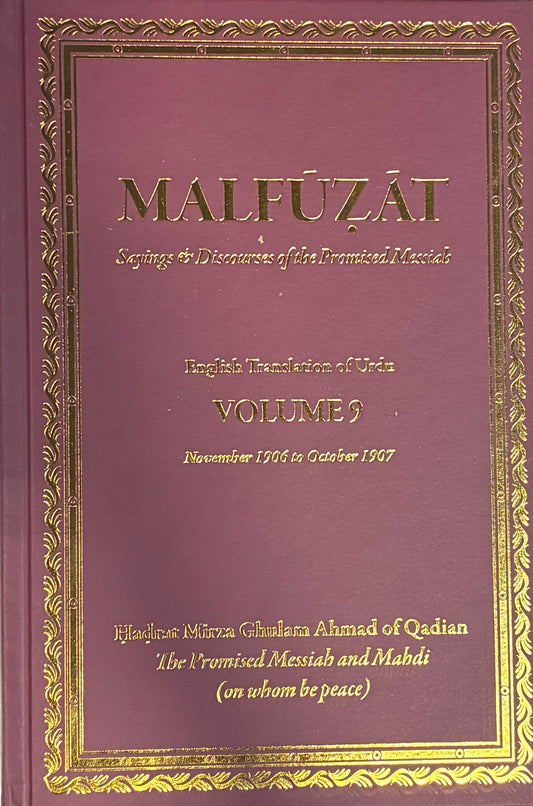 MALFŪẒĀT
Sayings & Discourses of the Promised Messiah
English Translation of Urdu
VOLUME 9
November 1906 to October 1907
Ḥaḍrat Mirza Ghulam Ahmad of Qadian
The Promised Messiah and Mahdi
(on whom be peace)